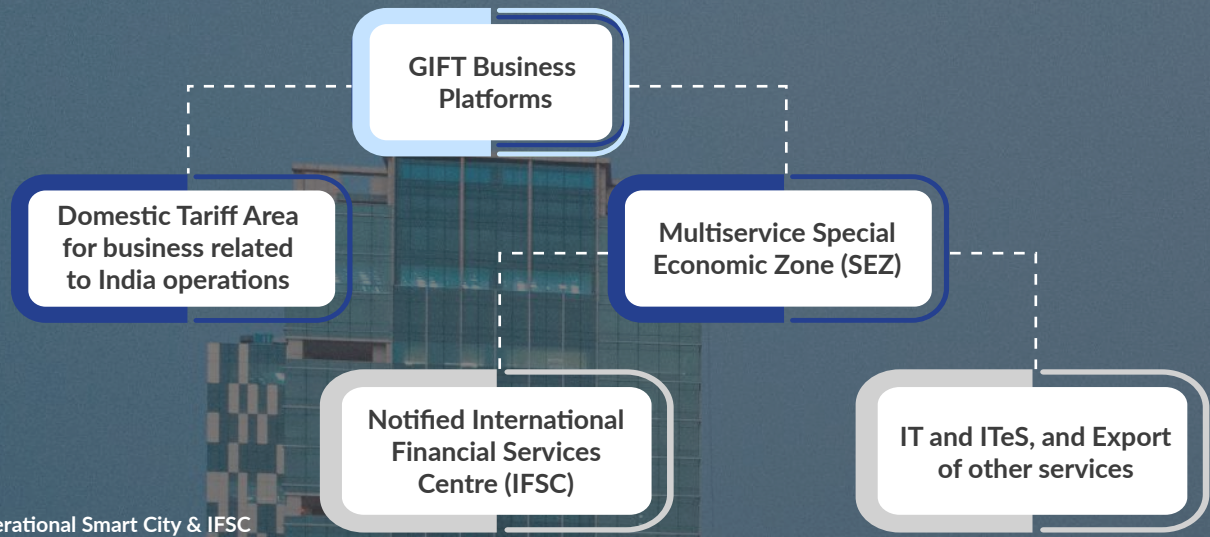 GIFT Business
Platforms
Domestic Tariff Area
for business related
to India operations
Multiservice Special
Economic Zone (SEZ)
Notified International
Financial Services
Centre (IFSC)
IT and ITeS, and Export
of other services
Smart City & IFSC